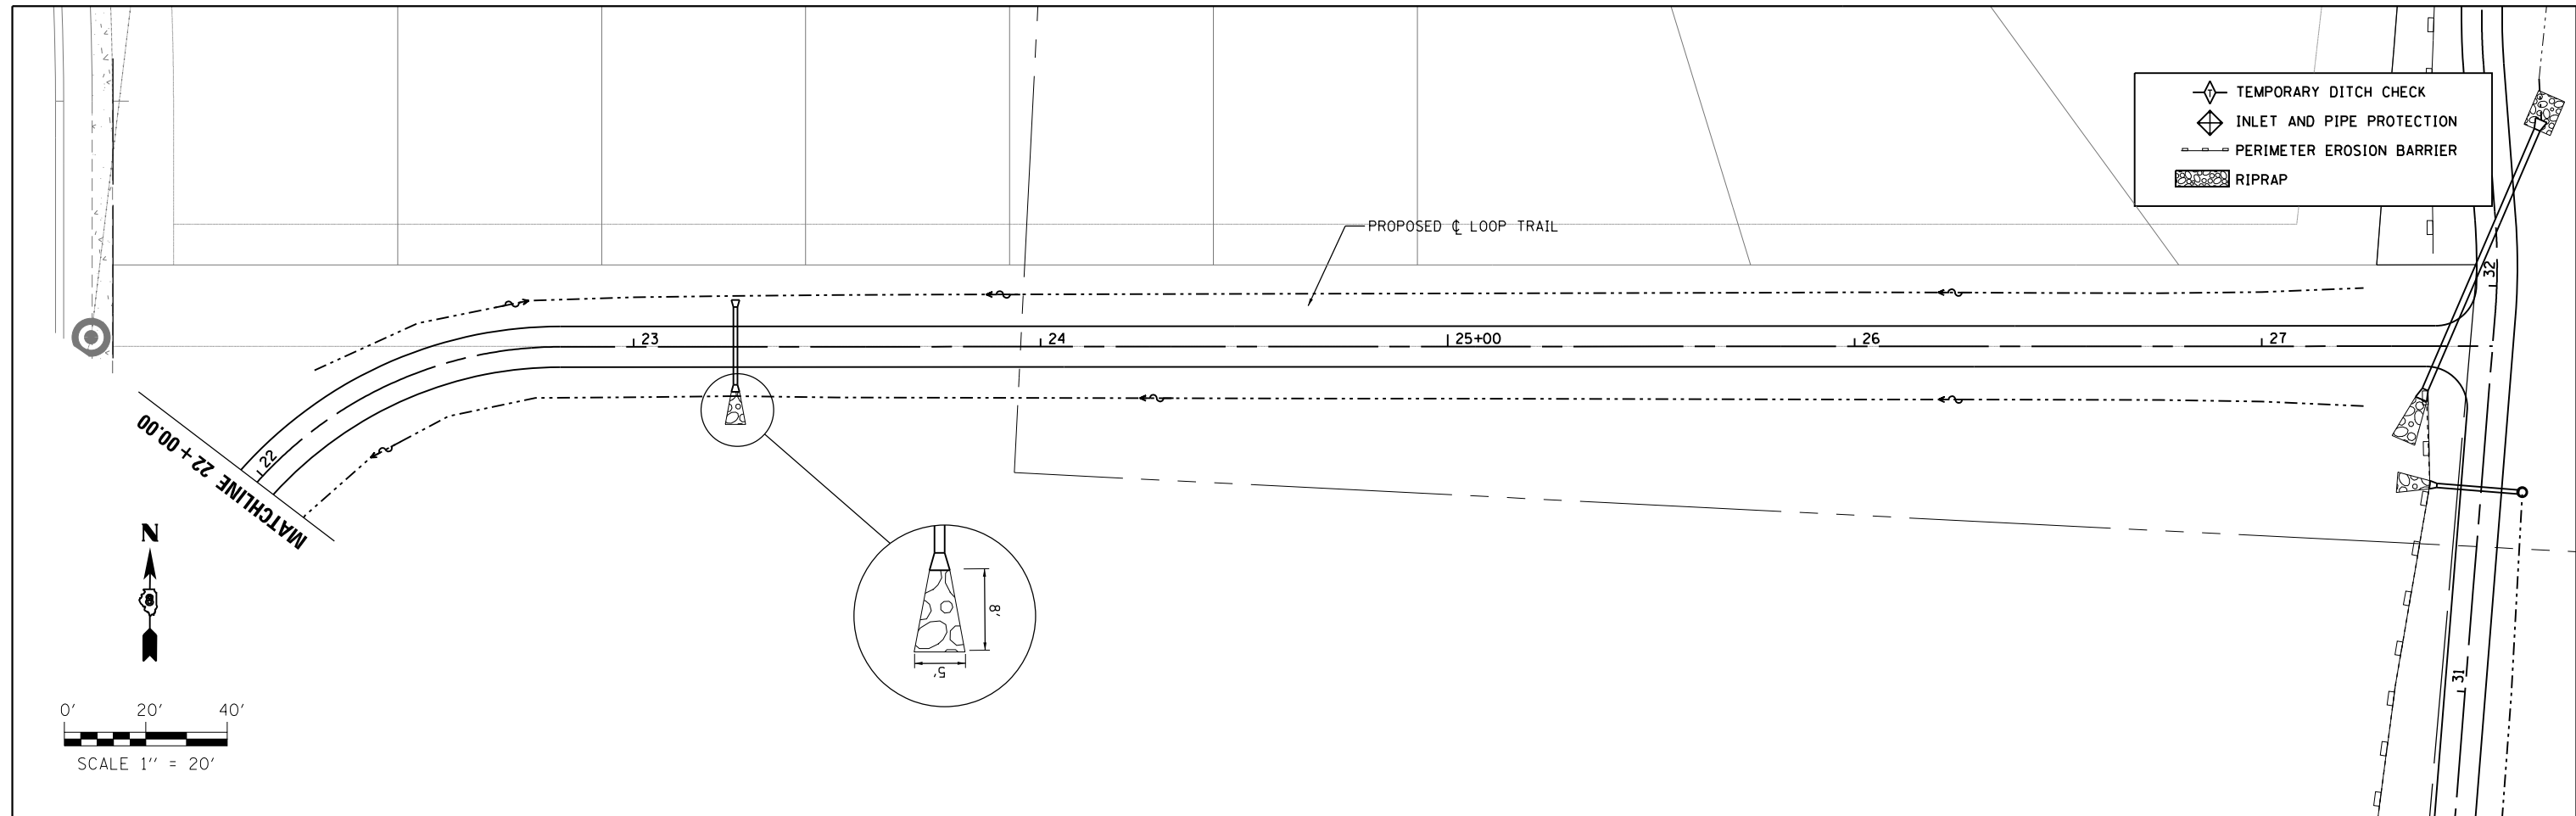 TEMPORARY DITCH CHECK
T
INLET AND PIPE PROTECTION
PERIMETER EROSION BARRIER
RIPRAP
PROPOSED ℄ LOOP TRAIL
32
23
24
25+00
26
27
MATCHLINE 22+00.00
22
N
8
8'
5'
31
0' 20' 40'
SCALE 1'' = 20'